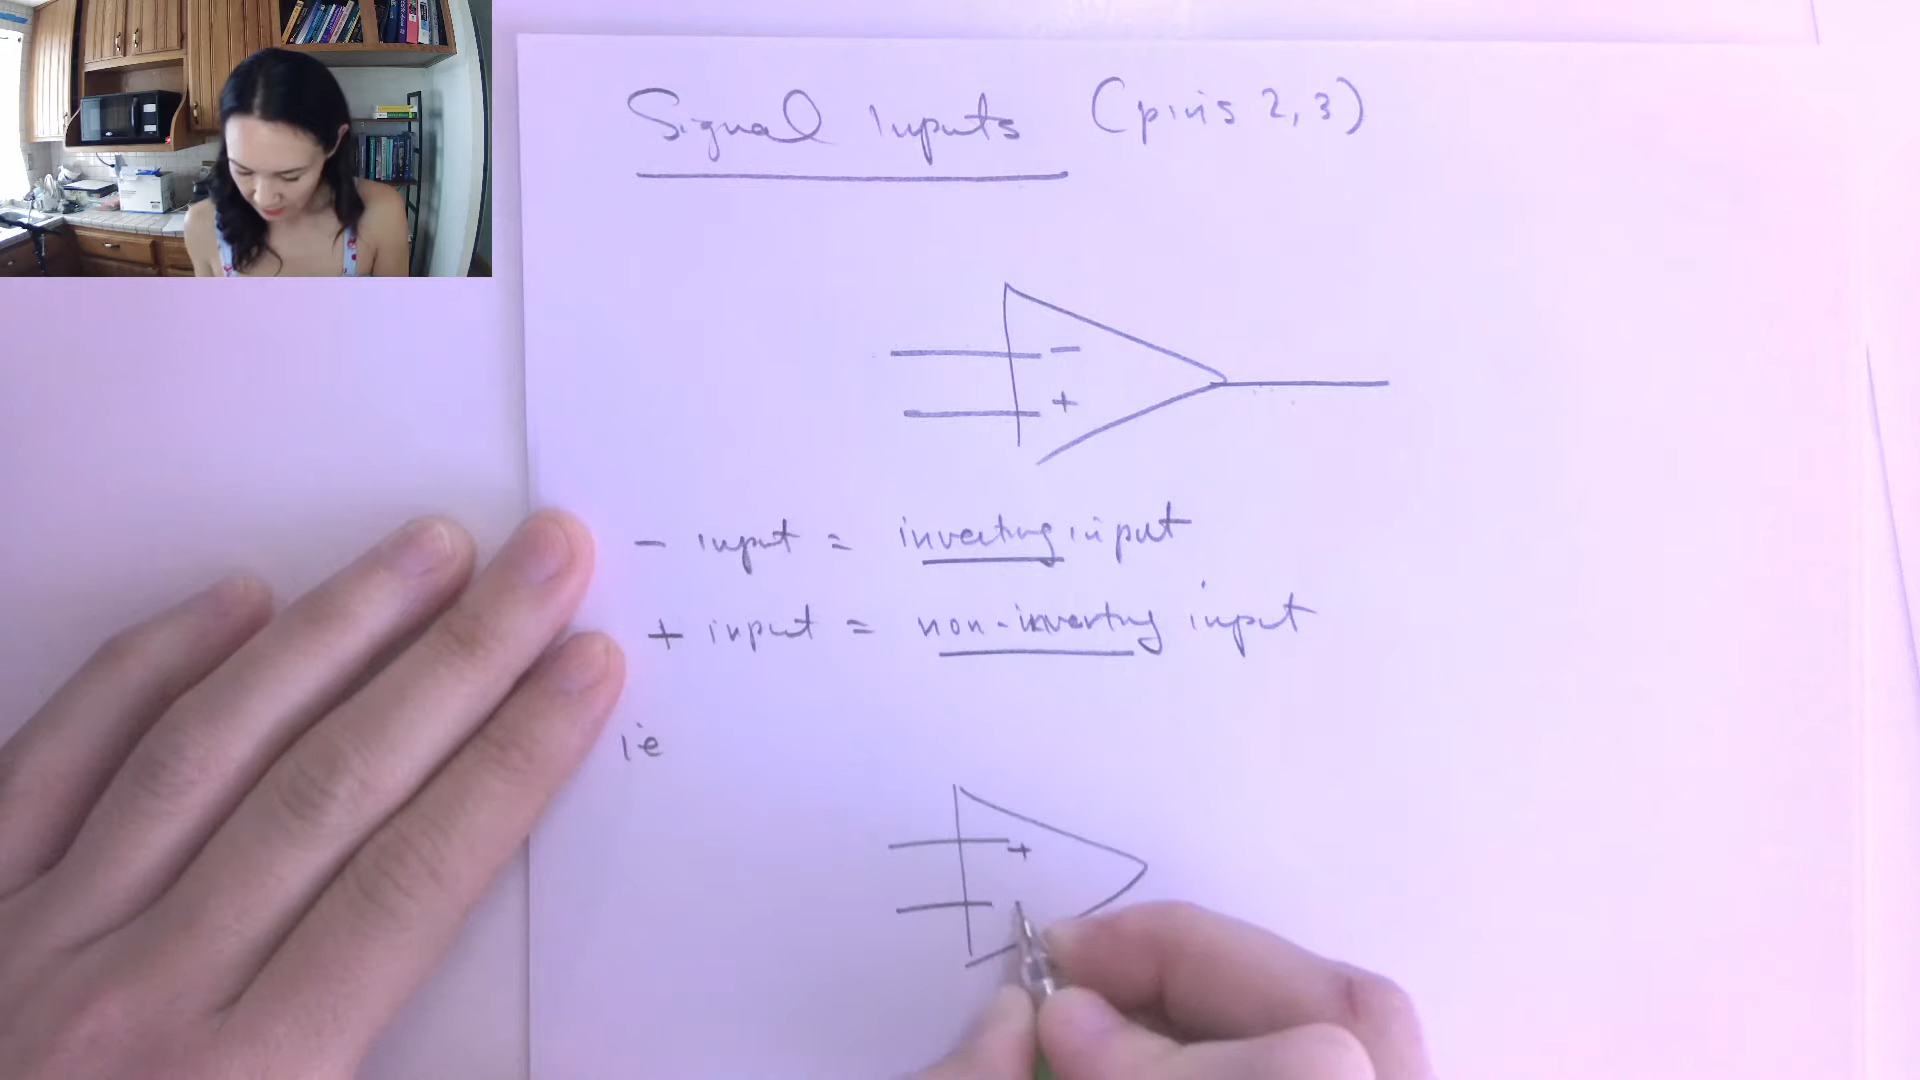 Signal Inputs (pins 2, 3)
-
+
- input = inverting input
+ input = non-inverting input
ie
+